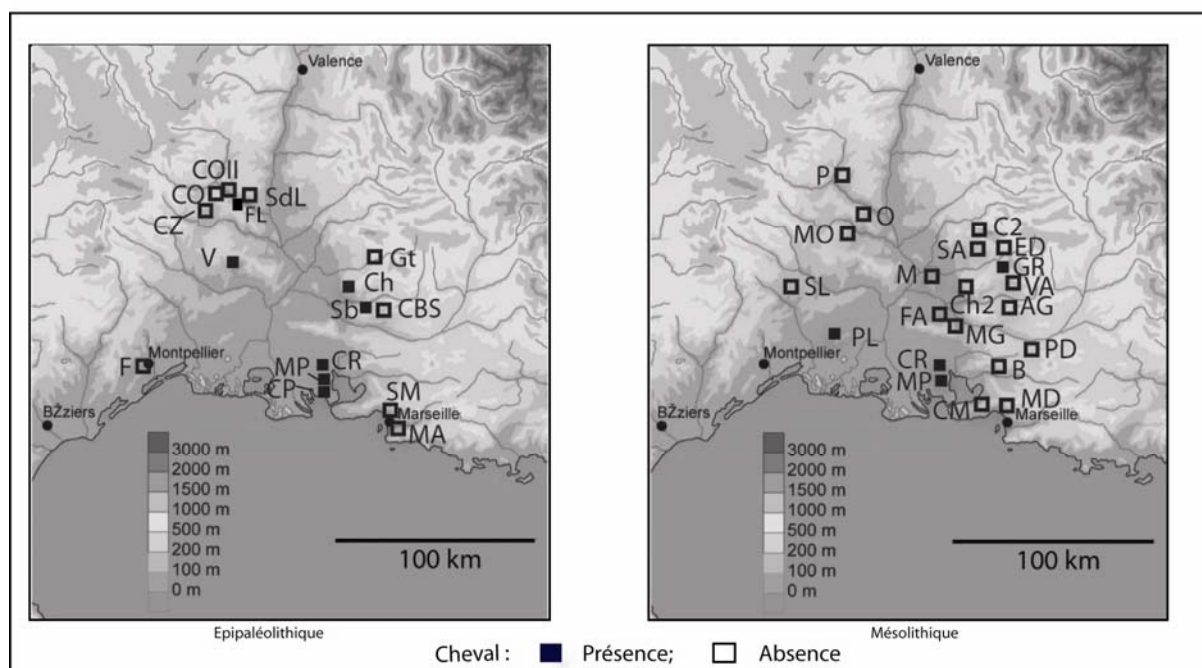 Valence
COII
CO
SdL
FL
CZ
V
Gt
Ch
Sb
CBS
F
Montpellier
CR
MP
CP
SM
Marseille
BŽziers
MA
3000 m
2000 m
1500 m
1000 m
500 m
200 m
100 m
0 m
100 km
Epipaléolithique
Valence
P
O
MO
C2
SA
ED
GR
M
VA
SL
Ch2
AG
FA
MG
PL
PD
Montpellier
CR
B
MP
CM
MD
Marseille
BŽziers
3000 m
2000 m
1500 m
1000 m
500 m
200 m
100 m
0 m
100 km
Mésolithique
Cheval : Présence; Absence